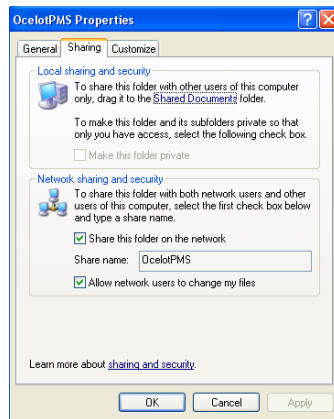 OcelotPMS Properties
General
Sharing
Customize
Local sharing and security
To share this folder with other users of this computer
only, drag it to the Shared Documents folder.
To make this folder and its subfolders private so that
only you have access, select the following check box.
Make this folder private
Network sharing and security
To share this folder with both network users and other
users of this computer, select the first check box below
and type a share name.
Share this folder on the network
Share name: OcelotPMS
Allow network users to change my files
Learn more about sharing and security.
OK
Cancel
Apply